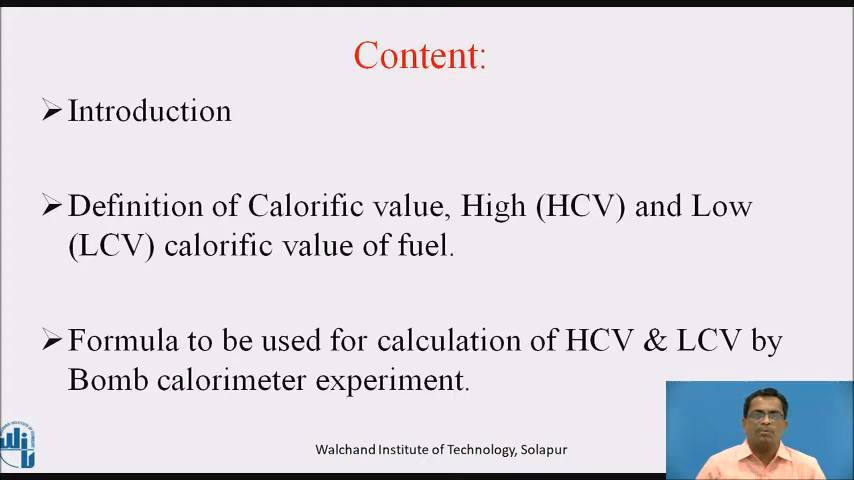 Content:
➢ Introduction
➢ Definition of Calorific value, High (HCV) and Low
(LCV) calorific value of fuel.
➢ Formula to be used for calculation of HCV & LCV by
Bomb calorimeter experiment.
Walchand Institute of Technology, Solapur